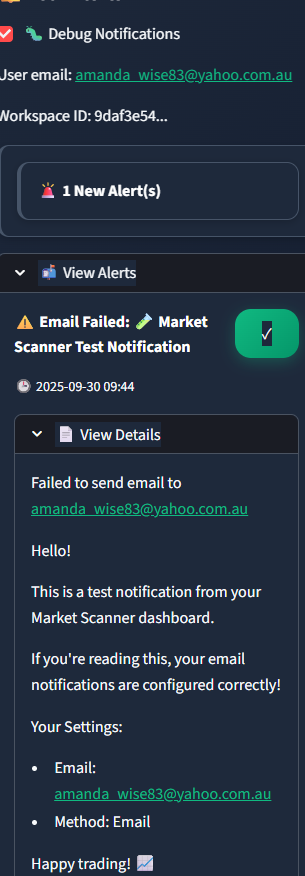 Debug Notifications
User email: amanda_wise83@yahoo.com.au
Workspace ID: 9daf3e54...
1 New Alert(s)
View Alerts
Email Failed: Market
Scanner Test Notification
✓
2025-09-30 09:44
View Details
Failed to send email to
amanda_wise83@yahoo.com.au
Hello!
This is a test notification from your
Market Scanner dashboard.
If you're reading this, your email
notifications are configured correctly!
Your Settings:
• Email:
amanda_wise83@yahoo.com.au
• Method: Email
Happy trading!